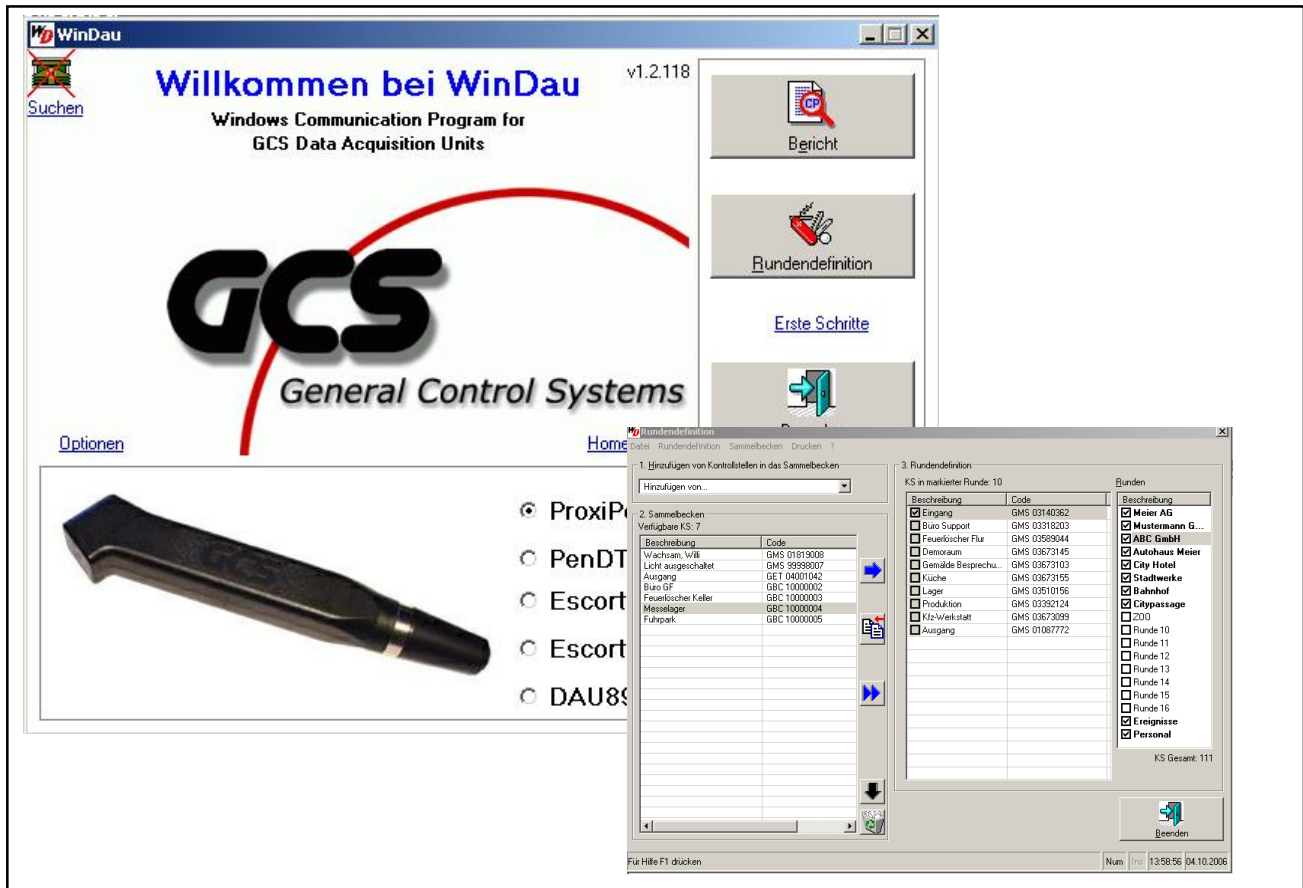 WinDau
Suchen
Willkommen bei WinDau
v1.2.118
Windows Communication Program for
GCS Data Acquisition Units
GCS
General Control Systems
Optionen
Home
Bericht
Rundendefinition
Erste Schritte
ProxiP
PenDT
Escort
Escort
DAU89
Rundendefinition
Datei Rundendefinition Sammelbecken Drucken ?
1. Hinzufügen von Kontrollstellen in das Sammelbecken
Hinzufügen von...
2. Sammelbecken
Verfügbare KS: 7
Beschreibung Code
Wachsam, Willi GMS 01819008
Licht ausgeschaltet GMS 99998007
Ausgang GET 04001042
Büro GF GBC 10000002
Feuerlöscher Keller GBC 10000003
Messelager GBC 10000004
Fuhrpark GBC 10000005
3. Rundendefinition
KS in markierter Runde: 10
Beschreibung Code
Eingang GMS 03140362
Büro Support GMS 03318203
Feuerlöscher Flur GMS 03589044
Demoraum GMS 03673145
Gemälde Besprechu... GMS 03673103
Küche GMS 03673155
Lager GMS 03510156
Produktion GMS 03392124
Kfz-Werkstatt GMS 03673099
Ausgang GMS 01087772
Runden
Beschreibung
Meier AG
Mustermann G...
ABC GmbH
Autohaus Meier
City Hotel
Stadtwerke
Bahnhof
Citypassage
ZOO
Runde 10
Runde 11
Runde 12
Runde 13
Runde 14
Runde 15
Runde 16
Ereignisse
Personal
KS Gesamt: 111
Beenden
Für Hilfe F1 drücken
Num Ins 13:58:56 04.10.2006